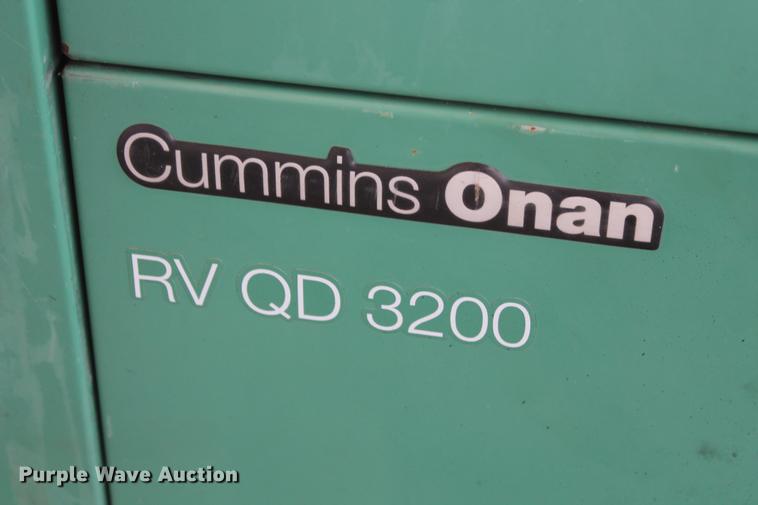 Cummins Onan
RV QD 3200
Purple Wave Auction